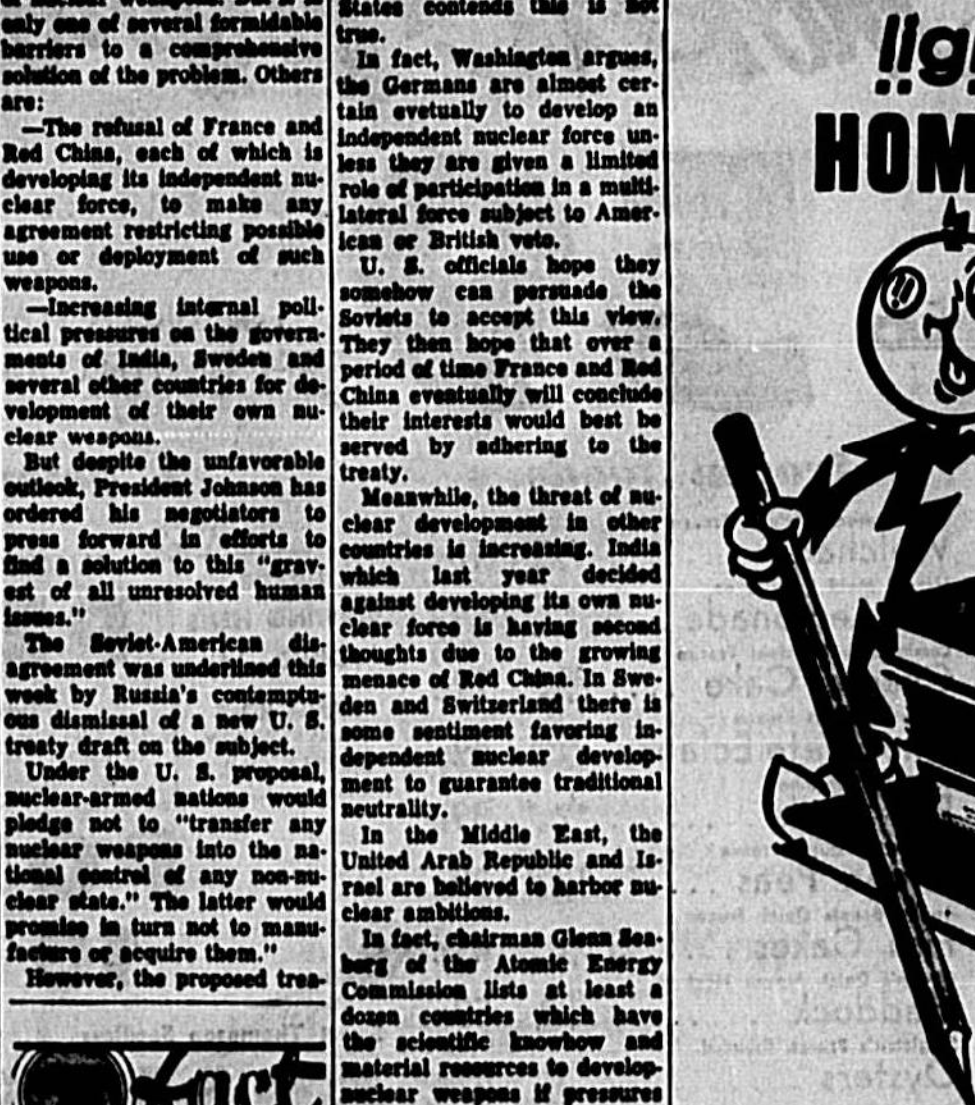 only one of several formidable
barriers to a comprehensive
solution of the problem. Others
are:
—The refusal of France and
Red China, each of which is
developing its independent nu-
clear force, to make any
agreement restricting possible
use or deployment of such
weapons.
—Increasing internal poli-
tical pressures on the govern-
ments of India, Sweden and
several other countries for de-
velopment of their own nu-
clear weapons.
But despite the unfavorable
outlook, President Johnson has
ordered his negotiators to
press forward in efforts to
find a solution to this "grav-
est of all unresolved human
issues."
The Soviet-American dis-
agreement was underlined this
week by Russia's contemptu-
ous dismissal of a new U. S.
treaty draft on the subject.
Under the U. S. proposal,
nuclear-armed nations would
pledge not to "transfer any
nuclear weapons into the na-
tional control of any non-nu-
clear state." The latter would
promise in turn not to manu-
facture or acquire them."
However, the proposed trea-
States contends this is not
true.
In fact, Washington argues,
the Germans are almost cer-
tain evetually to develop an
independent nuclear force un-
less they are given a limited
role of participation in a multi-
lateral force subject to Amer-
ican or British veto.
U. S. officials hope they
somehow can persuade the
Soviets to accept this view.
They then hope that over a
period of time France and Red
China eventually will conclude
their interests would best be
served by adhering to the
treaty.
Meanwhile, the threat of nu-
clear development in other
countries is increasing. India
which last year decided
against developing its own nu-
clear force is having second
thoughts due to the growing
menace of Red China. In Swe-
den and Switzerland there is
some sentiment favoring in-
dependent nuclear develop-
ment to guarantee traditional
neutrality.
In the Middle East, the
United Arab Republic and Is-
rael are believed to harbor nu-
clear ambitions.
In fact, chairman Glenn Sea-
borg of the Atomic Energy
Commission lists at least a
dozen countries which have
the scientific knowhow and
material resources to develop-
nuclear weapons if pressures
lig
HOM